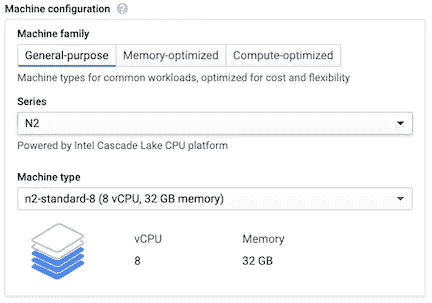 Machine configuration ?
Machine family
General-purpose Memory-optimized Compute-optimized
Machine types for common workloads, optimized for cost and flexibility
Series
N2
Powered by Intel Cascade Lake CPU platform
Machine type
n2-standard-8 (8 vCPU, 32 GB memory)
vCPU Memory
8 32 GB